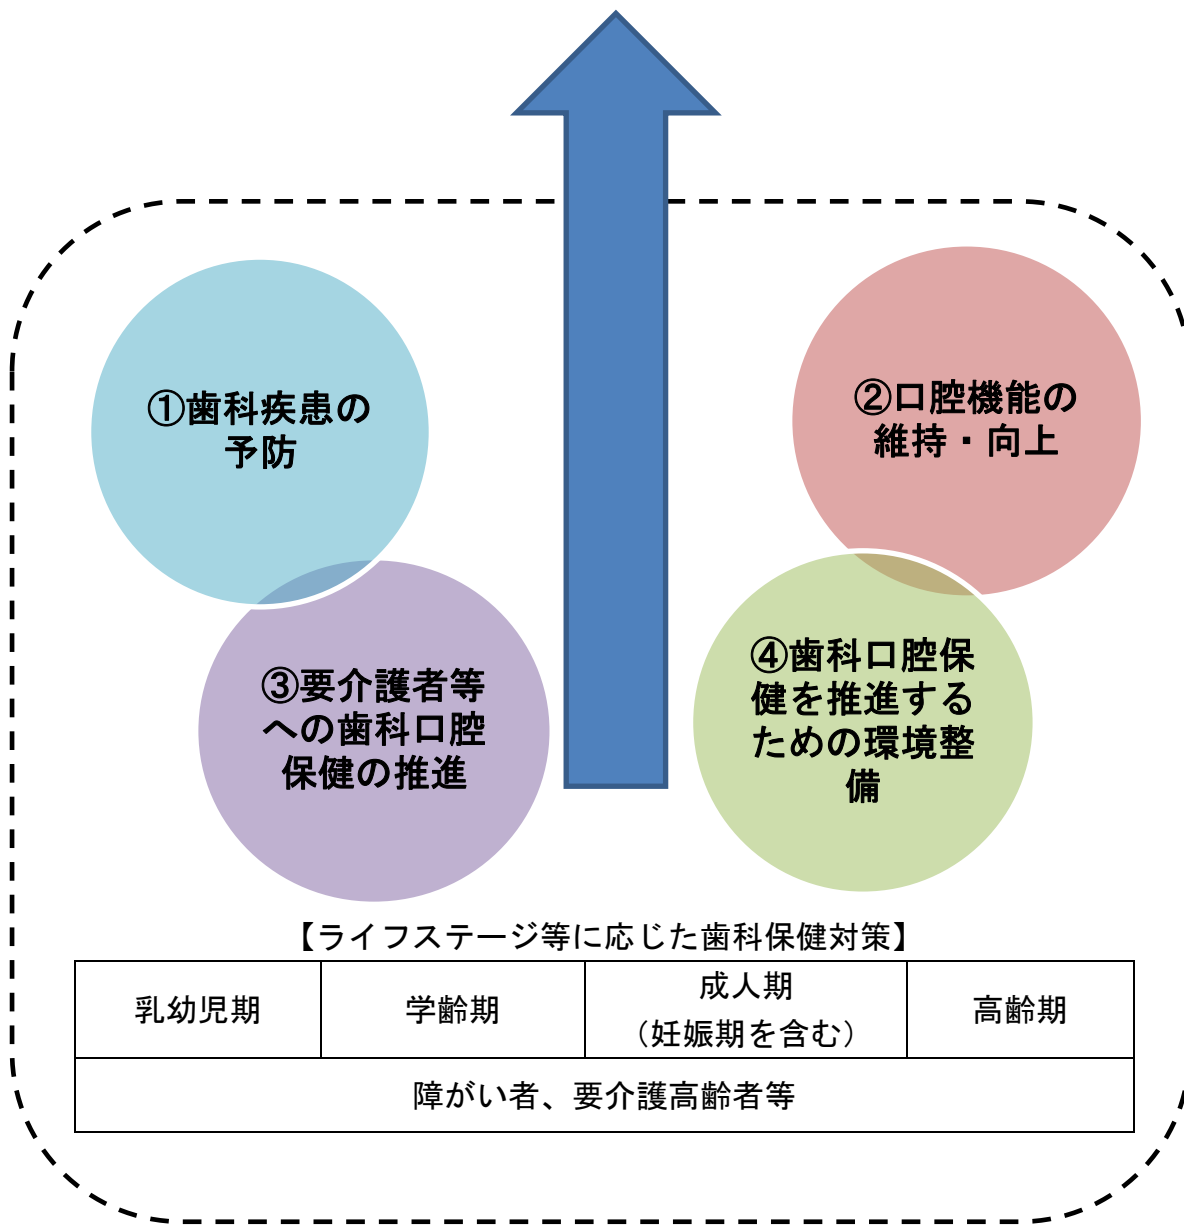 ①歯科疾患の
予防
②口腔機能の
維持・向上
③要介護者等
への歯科口腔
保健の推進
④歯科口腔保
健を推進する
ための環境整
備
【ライフステージ等に応じた歯科保健対策】
乳幼児期
学齢期
成人期
（妊娠期を含む）
高齢期
障がい者、要介護高齢者等